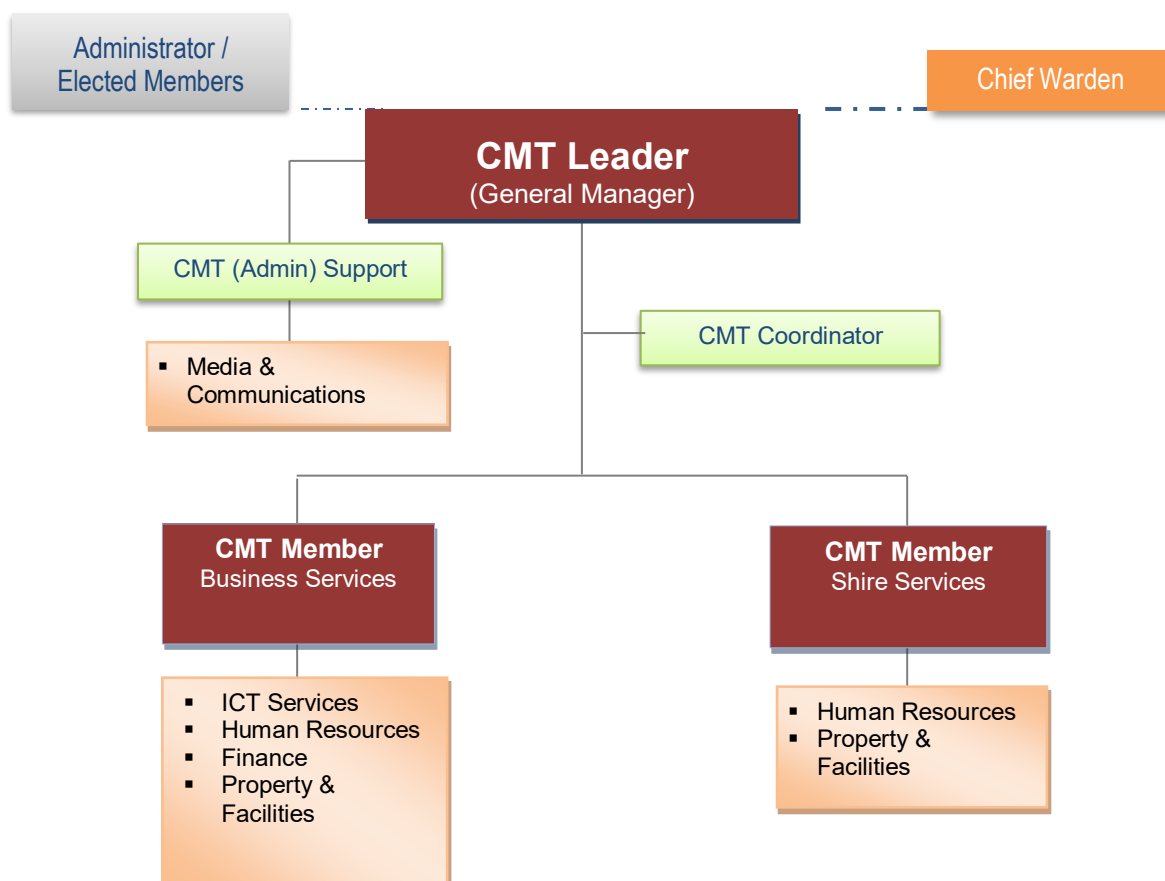 Administrator /
Elected Members
Chief Warden
CMT Leader
(General Manager)
CMT (Admin) Support
▪ Media &
Communications
CMT Coordinator
CMT Member
Business Services
▪ ICT Services
▪ Human Resources
▪ Finance
▪ Property &
Facilities
CMT Member
Shire Services
▪ Human Resources
▪ Property &
Facilities